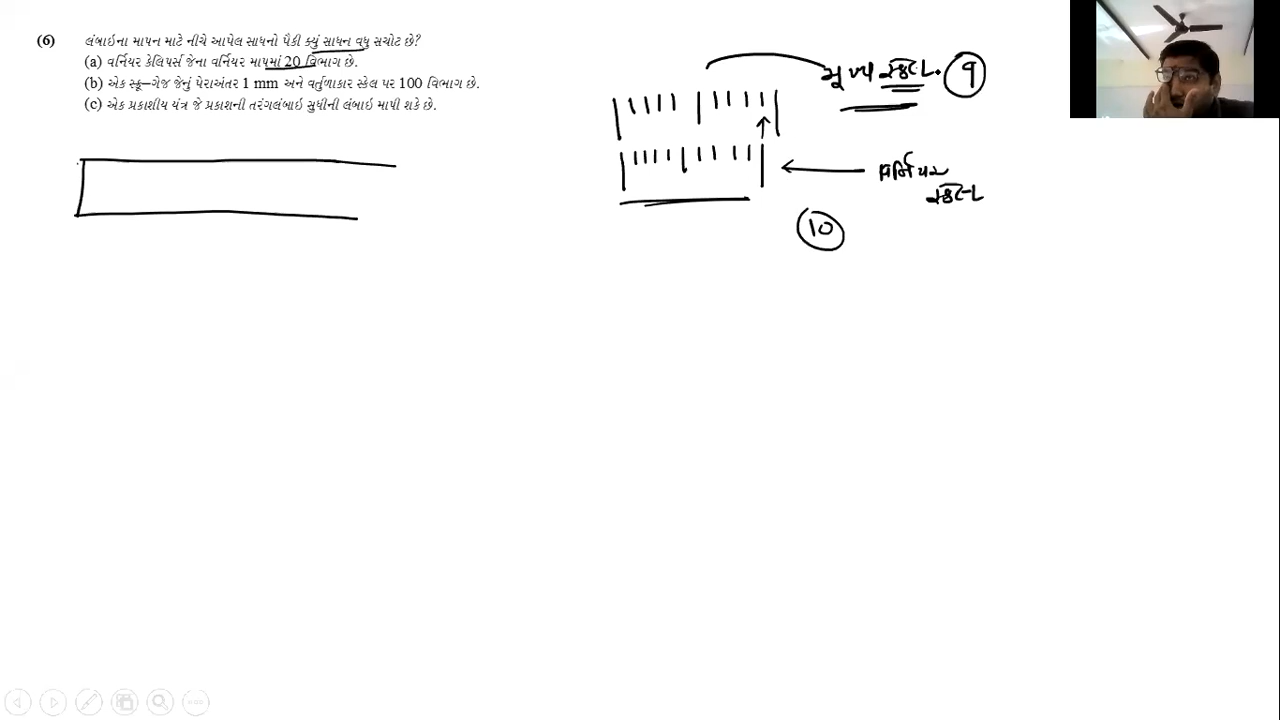 (6) લંબાઈના માપન માટે નીચે આપેલ સાધનો પૈકી ક્યું સાધન વધુ સચોટ છે?
(a) વર્નિયર કેલિપર્સ જેના વર્નિયર માપમાં 20 વિભાગ છે.
(b) એક સ્ક્રૂ–ગેજ જેનું પેચઅંતર 1 mm અને વર્તુળાકાર સ્કેલ પર 100 વિભાગ છે.
(c) એક પ્રકાશીય યંત્ર જે પ્રકાશની તરંગલંબાઈ સુધીની લંબાઈ માપી શકે છે.
મુખ્ય સ્કેલ. 9
વર્નિયર
સ્કેલ
10